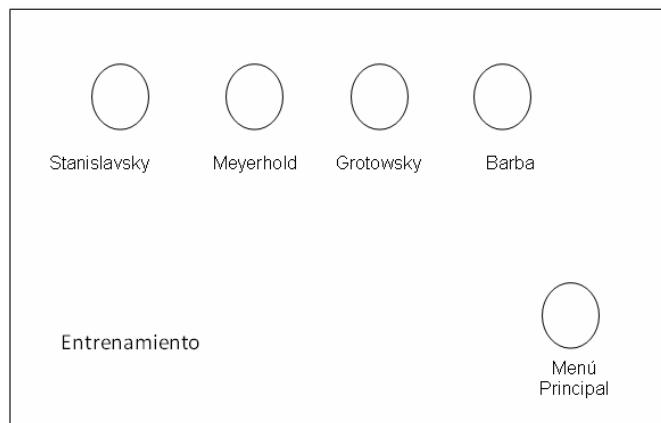 Stanislavsky Meyerhold Grotowsky Barba
Entrenamiento
Menú
Principal